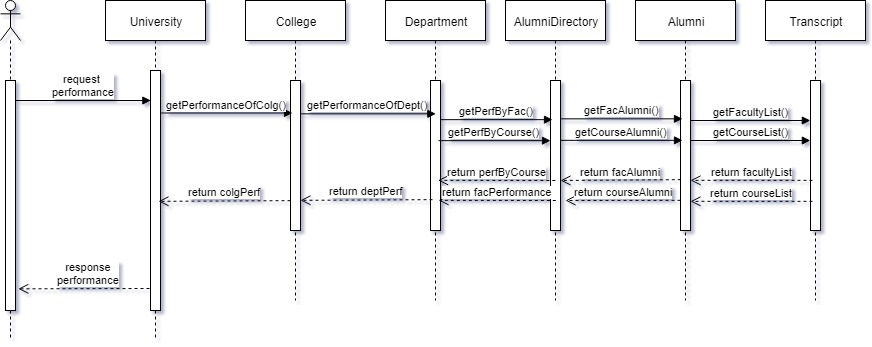 University
College
Department
AlumniDirectory
Alumni
Transcript
request
performance
getPerformanceOfColg()
getPerformanceOfDept()
getPerfByFac()
getFacAlumni()
getFacultyList()
getPerfByCourse()
getCourseAlumni()
getCourseList()
return perfByCourse
return facAlumni
return facultyList
return colgPerf
return deptPerf
return facPerformance
return courseAlumni
return courseList
response
performance